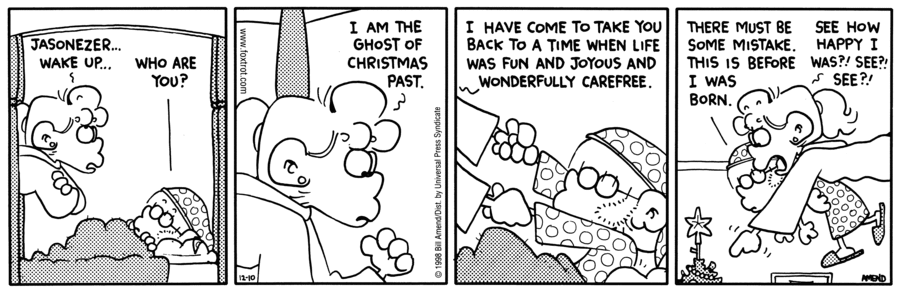 JASONEZER...
WAKE UP...
WHO ARE
YOU?
www.foxtrot.com
I AM THE
GHOST OF
CHRISTMAS
PAST.
12-10
© 1998 Bill Amend/Dist. by Universal Press Syndicate
I HAVE COME TO TAKE YOU
BACK TO A TIME WHEN LIFE
WAS FUN AND JOYOUS AND
WONDERFULLY CAREFREE.
THERE MUST BE
SOME MISTAKE.
THIS IS BEFORE
I WAS
BORN.
SEE HOW
HAPPY I
WAS?! SEE?!
SEE?!
AMEND